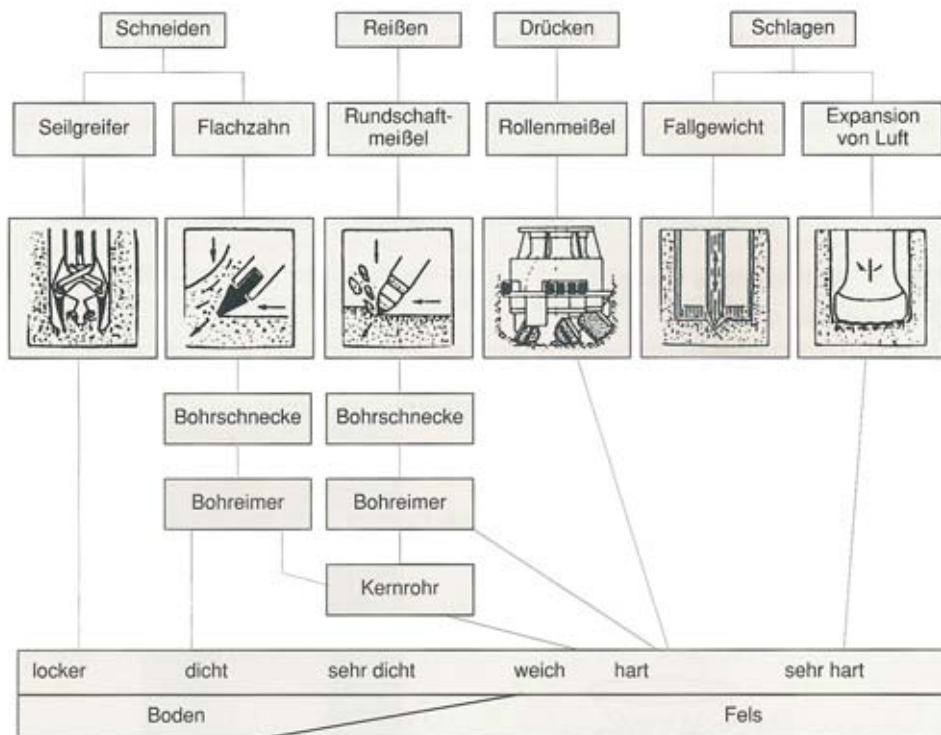 Schneiden
Reißen
Drücken
Schlagen
Seilgreifer
Flachzahn
Rundschaft-
meißel
Rollenmeißel
Fallgewicht
Expansion
von Luft
Bohrschnecke
Bohrschnecke
Bohreimer
Bohreimer
Kernrohr
locker
dicht
sehr dicht
weich
hart
sehr hart
Boden
Fels